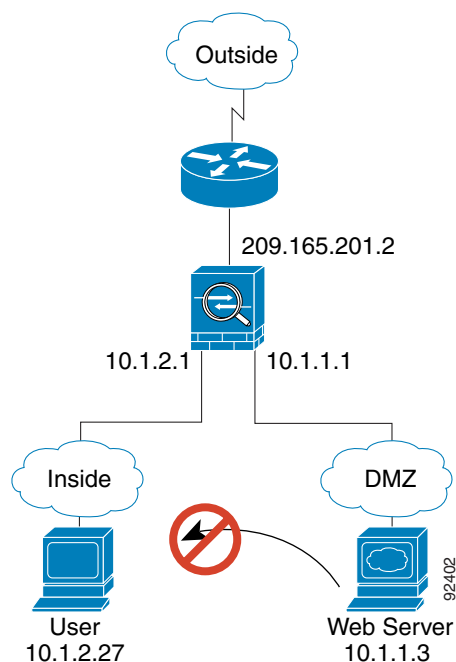 Outside
209.165.201.2
10.1.2.1
10.1.1.1
Inside
DMZ
User
10.1.2.27
Web Server
10.1.1.3
92402